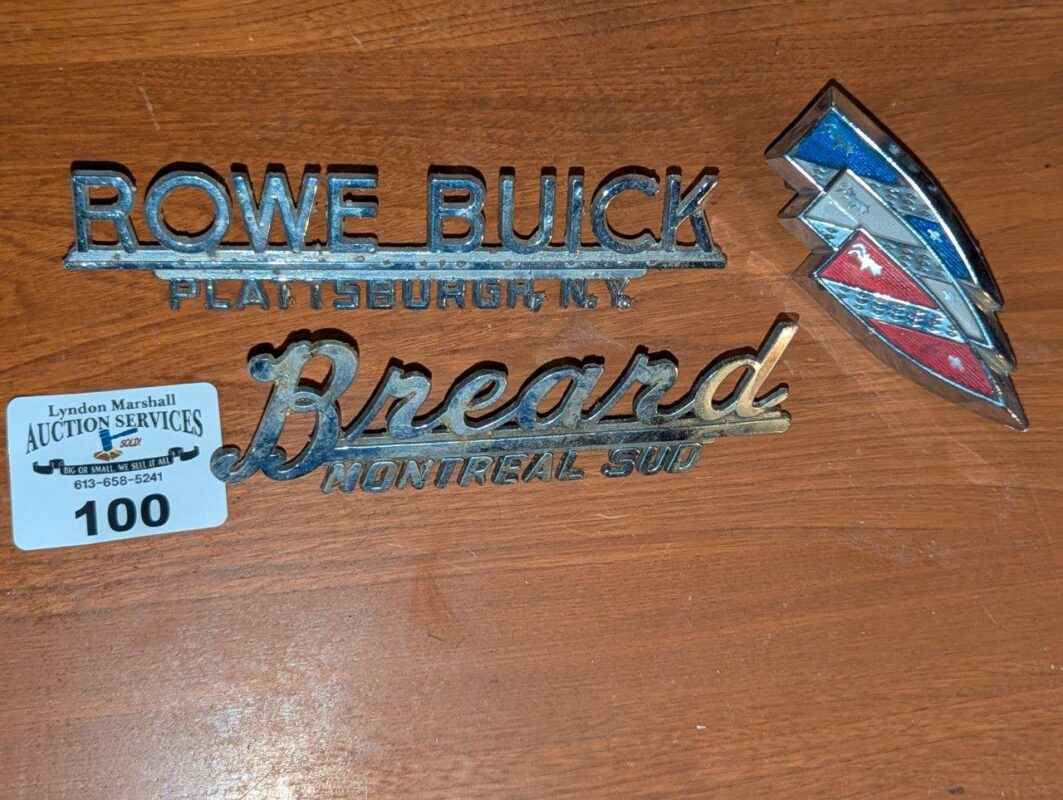 ROWE BUICK
PLATTSBURGH, N.Y.
Breard
MONTREAL SUD
Lyndon Marshall
AUCTION SERVICES
SOLD!
BIG OR SMALL, WE SELL IT ALL
613-658-5241
100